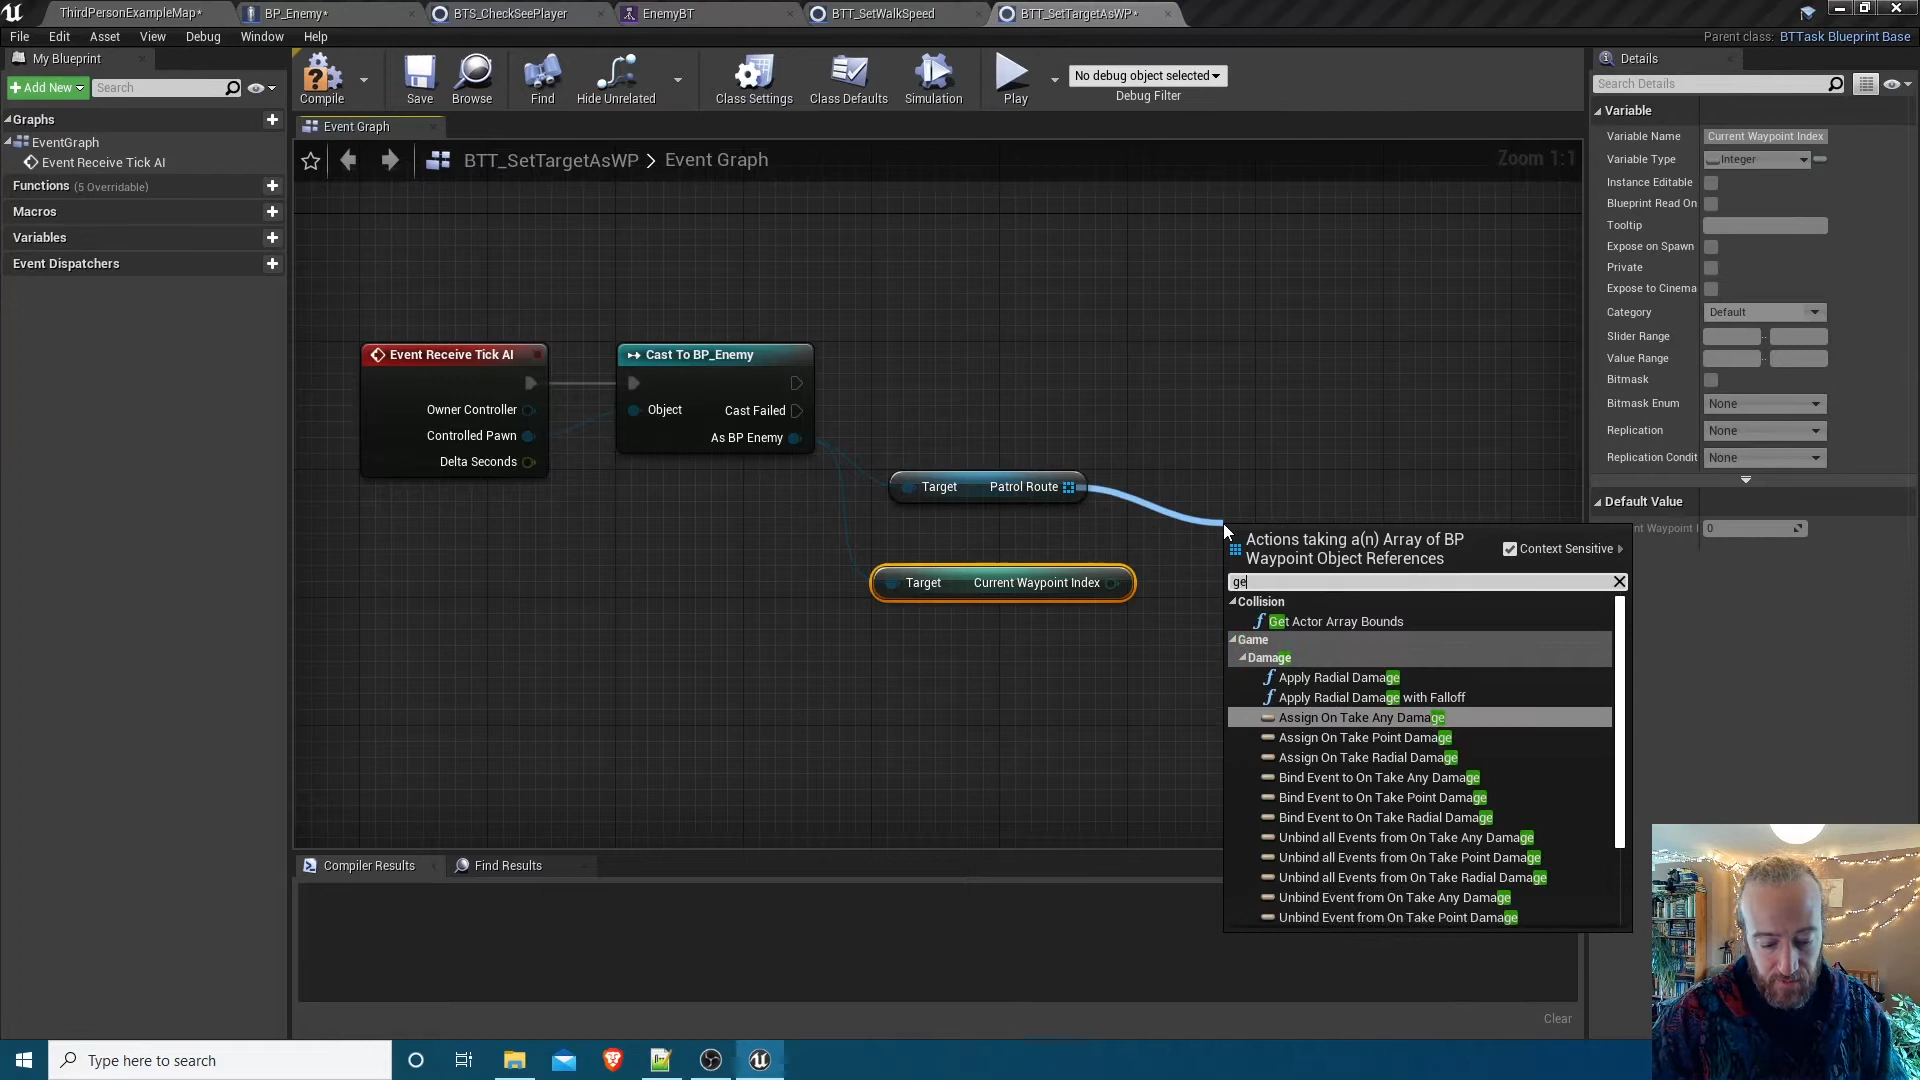 ThirdPersonExampleMap*
BP_Enemy*
BTS_CheckSeePlayer
EnemyBT
BTT_SetWalkSpeed
BTT_SetTargetAsWP*
File Edit Asset View Debug Window Help
Parent class: BTTask Blueprint Base
My Blueprint
Add New
Search
Compile
Save
Browse
Find
Hide Unrelated
Class Settings
Class Defaults
Simulation
Play
No debug object selected
Debug Filter
Details
Search Details
Graphs
EventGraph
Event Receive Tick AI
Functions (5 Overridable)
Macros
Variables
Event Dispatchers
Event Graph
BTT_SetTargetAsWP > Event Graph
Zoom 1:1
Event Receive Tick AI
Owner Controller
Controlled Pawn
Delta Seconds
Cast To BP_Enemy
Object
Cast Failed
As BP Enemy
Target Patrol Route
Target Current Waypoint Index
Actions taking a(n) Array of BP
Waypoint Object References
Context Sensitive
ge
Collision
Get Actor Array Bounds
Game
Damage
Apply Radial Damage
Apply Radial Damage with Falloff
Assign On Take Any Damage
Assign On Take Point Damage
Assign On Take Radial Damage
Bind Event to On Take Any Damage
Bind Event to On Take Point Damage
Bind Event to On Take Radial Damage
Unbind all Events from On Take Any Damage
Unbind all Events from On Take Point Damage
Unbind all Events from On Take Radial Damage
Unbind Event from On Take Any Damage
Unbind Event from On Take Point Damage
Variable
Variable Name Current Waypoint Index
Variable Type Integer
Instance Editable
Blueprint Read On
Tooltip
Expose on Spawn
Private
Expose to Cinema
Category Default
Slider Range
Value Range
Bitmask
Bitmask Enum None
Replication None
Replication Condit None
Default Value
ent Waypoint I 0
Compiler Results
Find Results
Clear
Type here to search